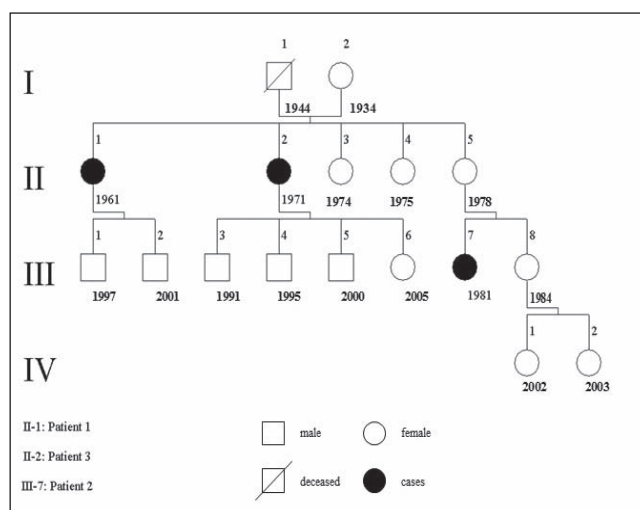 1 2
I
1944 1934
1 2 3 4 5
II
1961 1971 1974 1975 1978
1 2 3 4 5 6 7 8
III
1997 2001 1991 1995 2000 2005 1981 1984
1 2
IV
2002 2003
II-1: Patient 1 male female
II-2: Patient 3
III-7: Patient 2 deceased cases